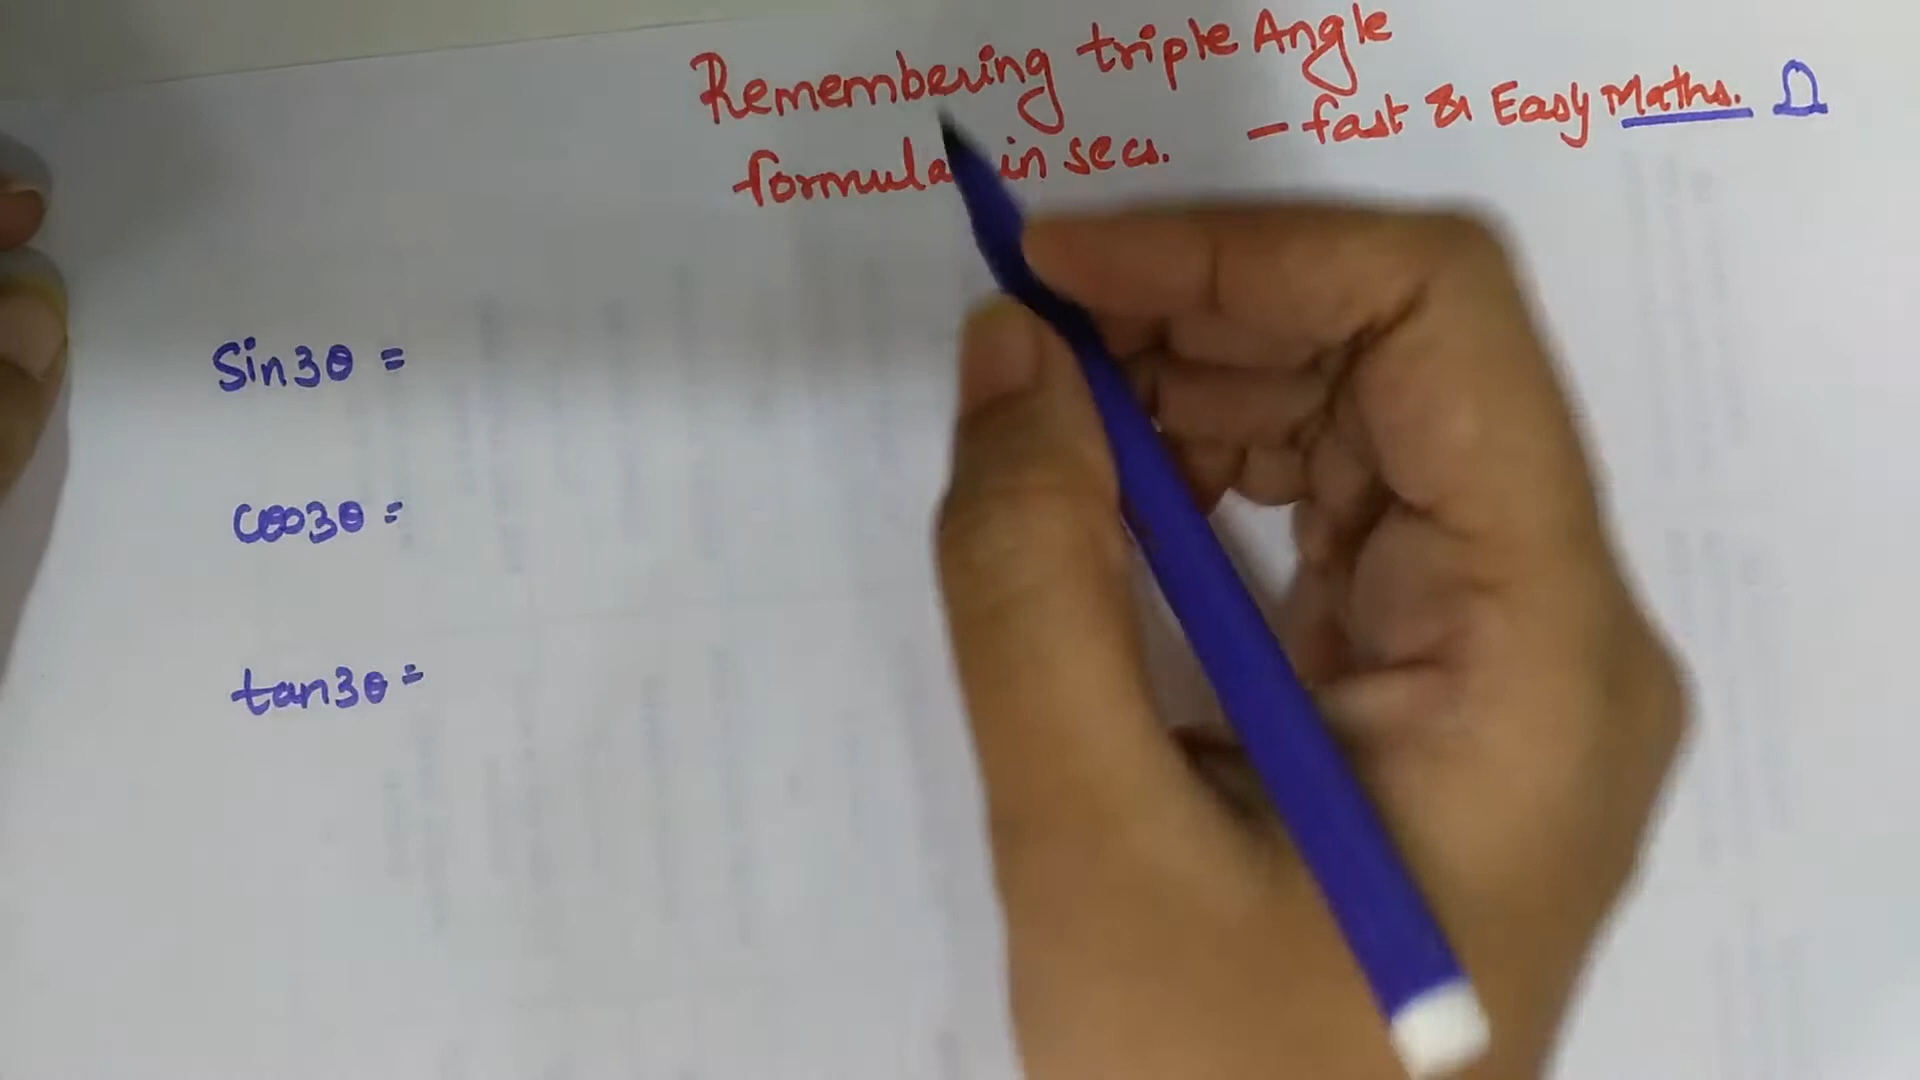 Remembering triple Angle
formula in secs.
- fast & Easy Maths.
Sin3θ =
cos3θ =
tan3θ =